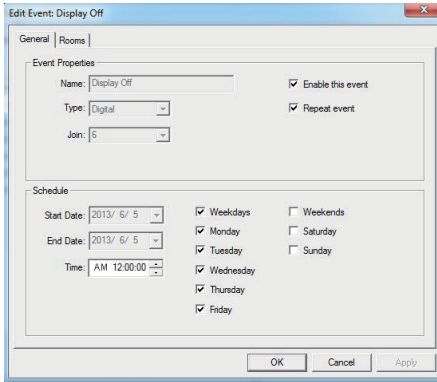 Edit Event: Display Off
General Rooms
Event Properties
Name: Display Off
Enable this event
Type: Digital
Repeat event
Join: 6
Schedule
Start Date: 2013/ 6/ 5
Weekdays
Weekends
Monday
Saturday
End Date: 2013/ 6/ 5
Tuesday
Sunday
Time: AM 12:00:00
Wednesday
Thursday
Friday
OK Cancel Apply